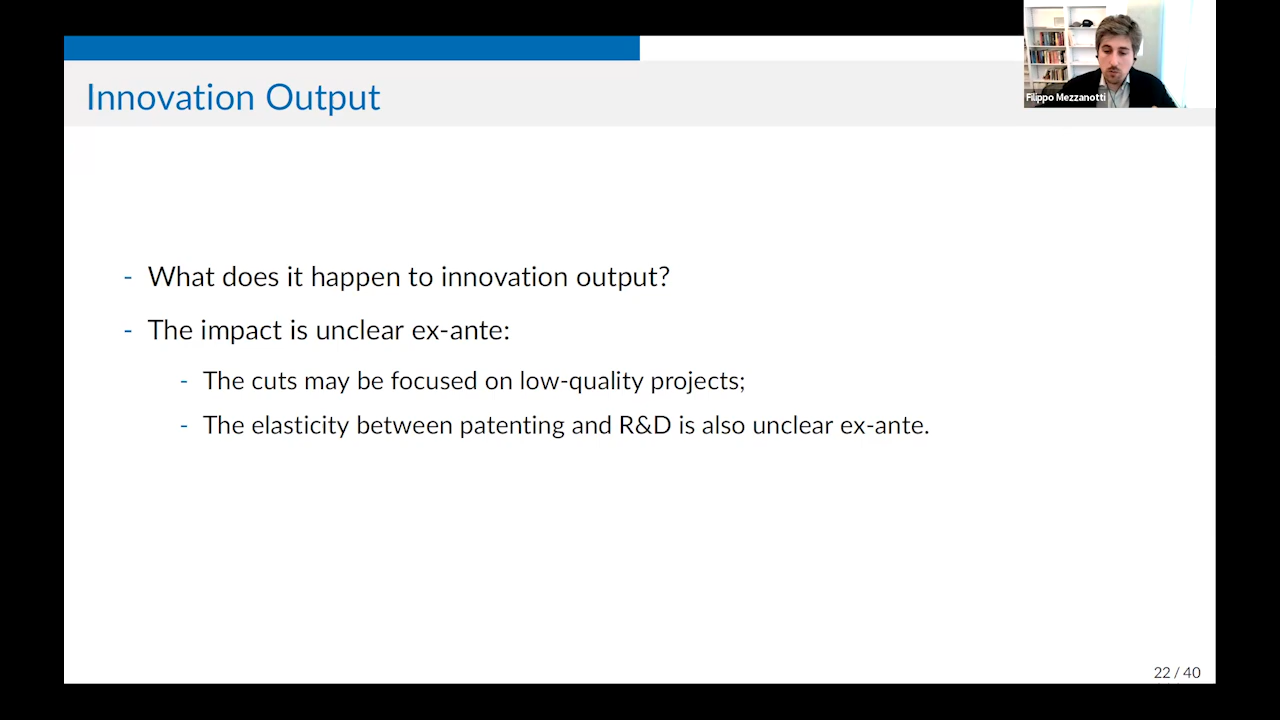 Innovation Output
Filippo Mezzanotti
- What does it happen to innovation output?
- The impact is unclear ex-ante:
- The cuts may be focused on low-quality projects;
- The elasticity between patenting and R&D is also unclear ex-ante.
22 / 40